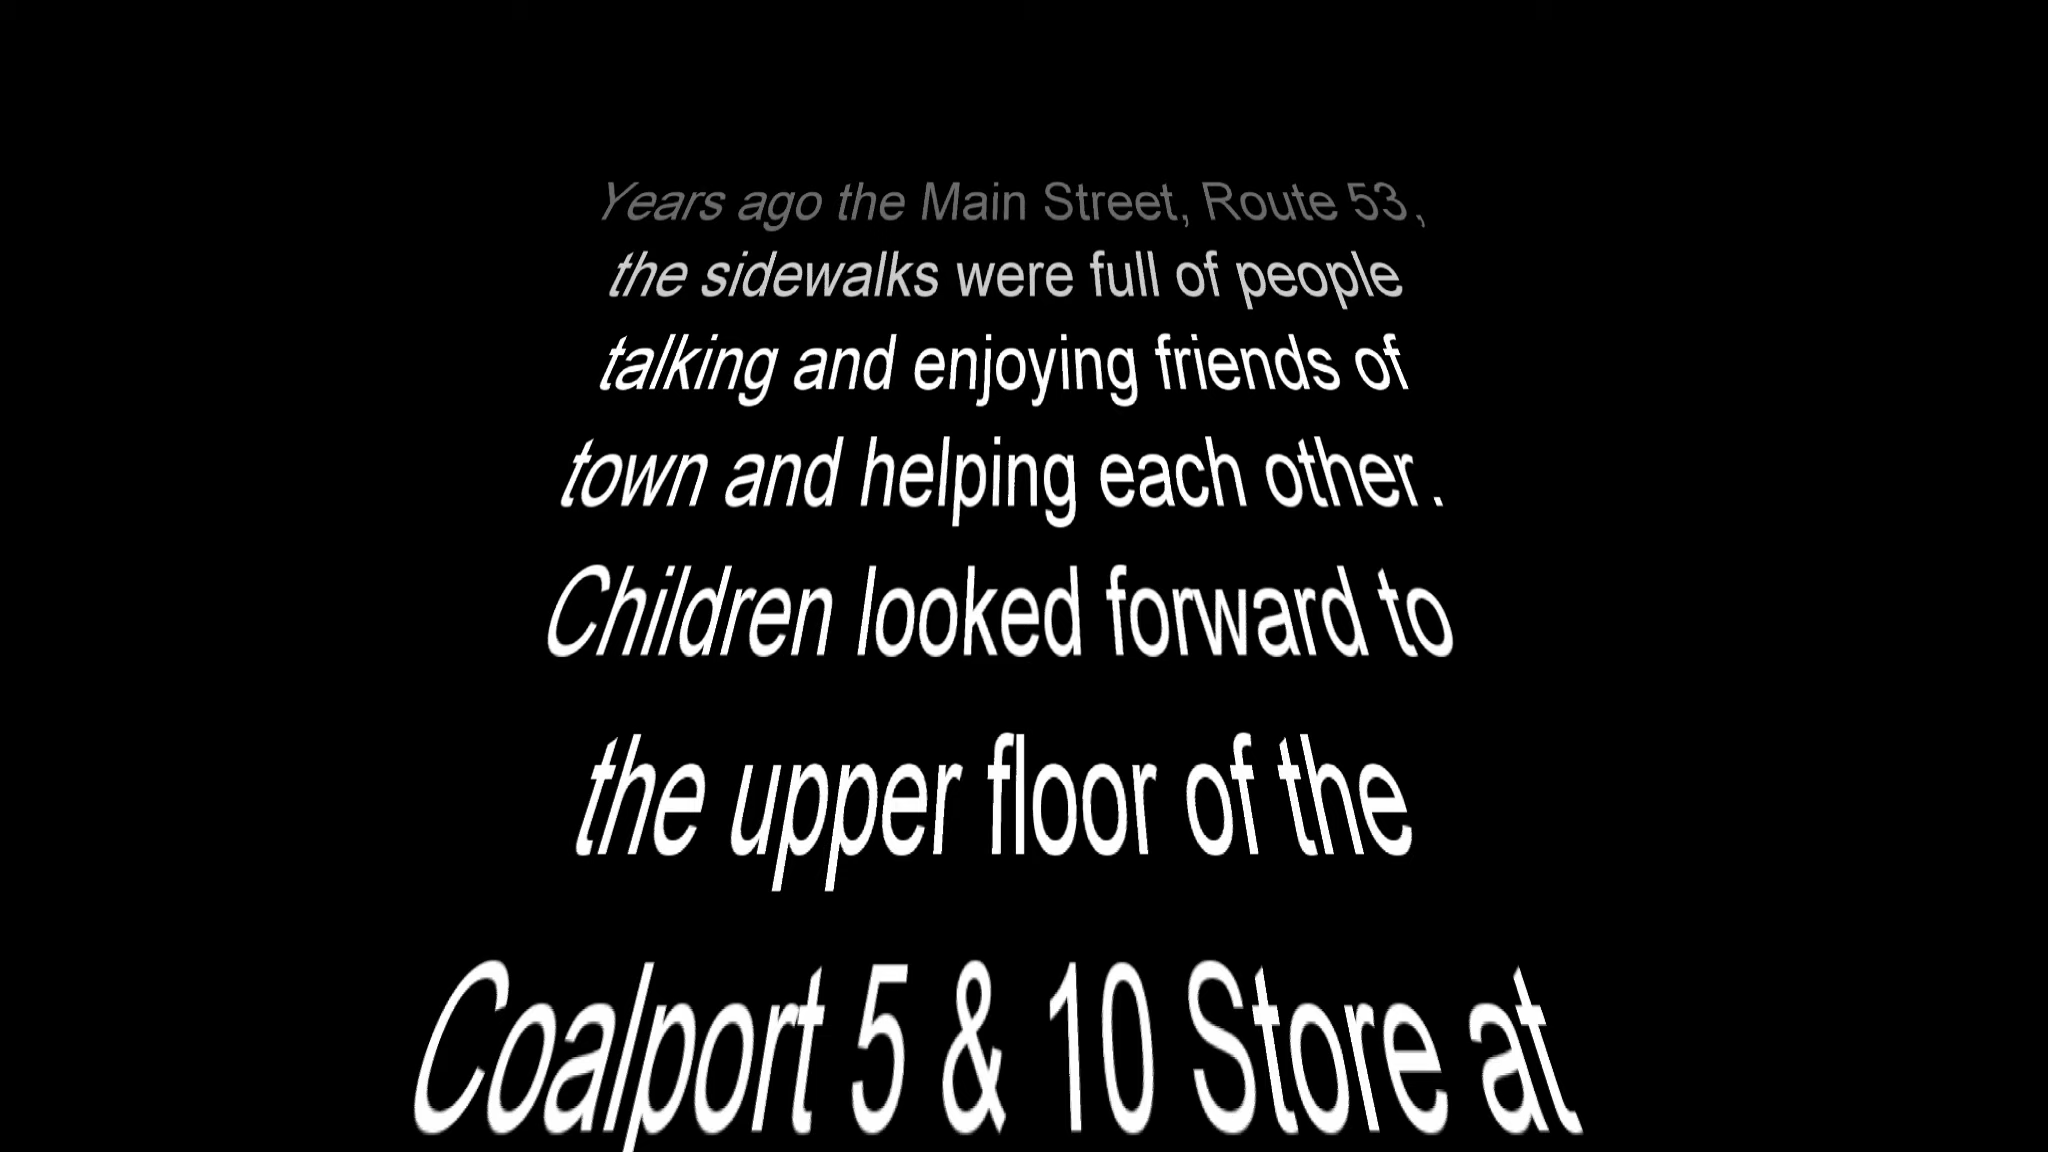 Years ago the Main Street, Route 53,
the sidewalks were full of people
talking and enjoying friends of
town and helping each other.
Children looked forward to
the upper floor of the
Coalport 5 & 10 Store at